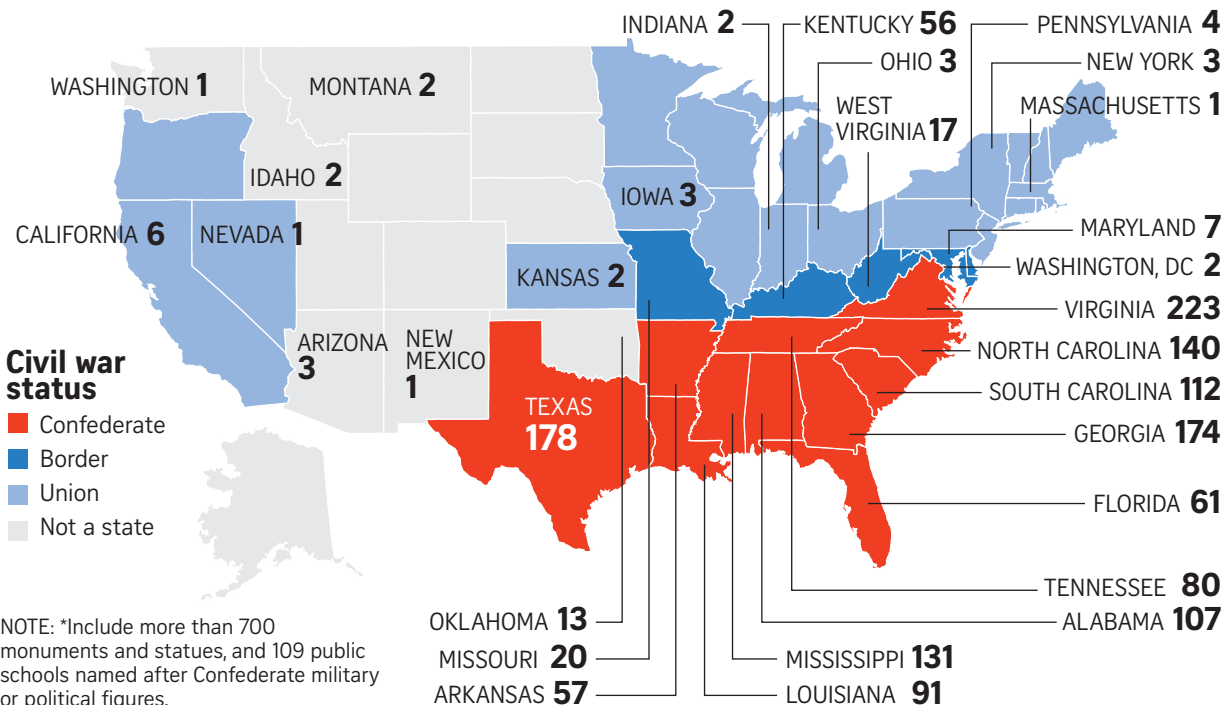 INDIANA 2
KENTUCKY 56
PENNSYLVANIA 4
OHIO 3
NEW YORK 3
WASHINGTON 1
MONTANA 2
WEST
VIRGINIA 17
MASSACHUSETTS 1
IDAHO 2
IOWA 3
CALIFORNIA 6
NEVADA 1
MARYLAND 7
KANSAS 2
WASHINGTON, DC 2
VIRGINIA 223
ARIZONA
3
NEW
MEXICO
1
NORTH CAROLINA 140
SOUTH CAROLINA 112
TEXAS
178
GEORGIA 174
FLORIDA 61
Civil war
status
Confederate
Border
Union
Not a state
TENNESSEE 80
OKLAHOMA 13
ALABAMA 107
MISSOURI 20
MISSISSIPPI 131
ARKANSAS 57
LOUISIANA 91
NOTE: *Include more than 700
monuments and statues, and 109 public
schools named after Confederate military
or political figures.